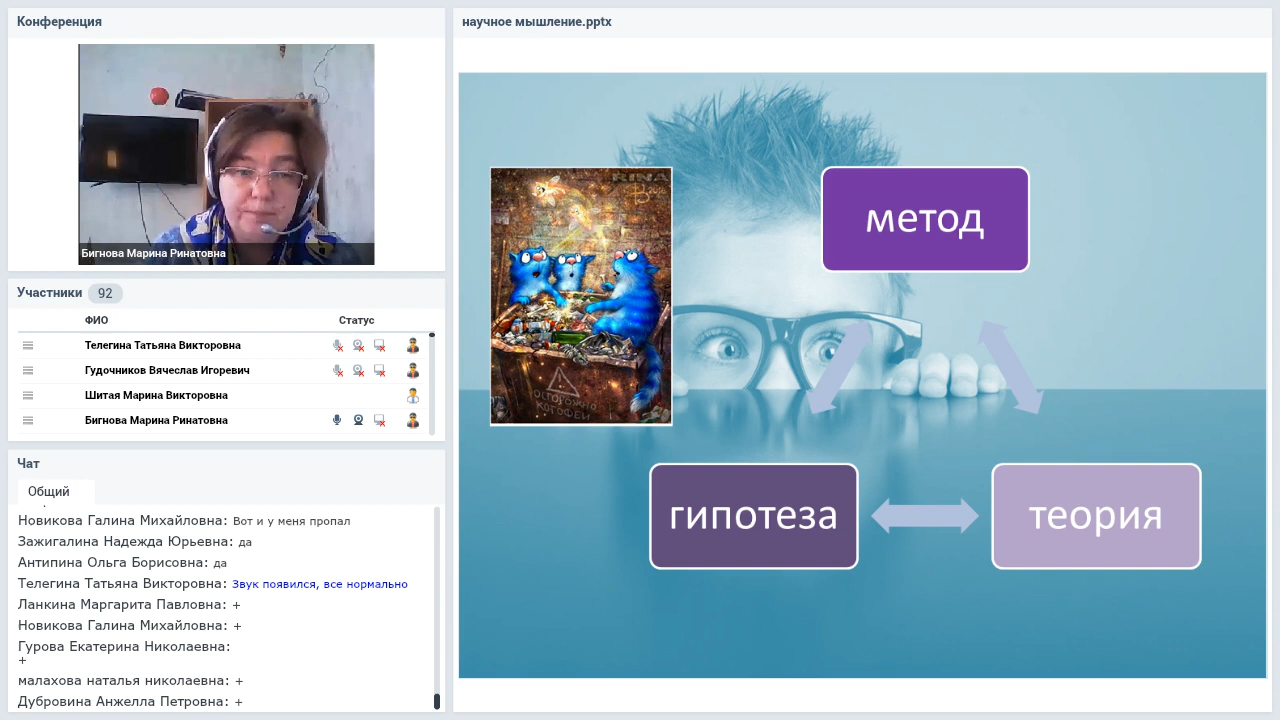 Конференция
Бигнова Марина Ринатовна
Участники 92
ФИО Статус
Телегина Татьяна Викторовна
Гудочников Вячеслав Игоревич
Шитая Марина Викторовна
Бигнова Марина Ринатовна
Чат
Общий
Новикова Галина Михайловна: Вот и у меня пропал
Зажигалина Надежда Юрьевна: да
Антипина Ольга Борисовна: да
Телегина Татьяна Викторовна: Звук появился, все нормально
Ланкина Маргарита Павловна: +
Новикова Галина Михайловна: +
Гурова Екатерина Николаевна:
+
малахова наталья николаевна: +
Дубровина Анжелла Петровна: +
научное мышление.pptx
RINA
ОСТОРОЖНО
КОГОФЕИ
метод
гипотеза
теория